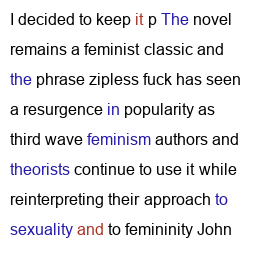 I decided to keep it p The novel
remains a feminist classic and
the phrase zipless fuck has seen
a resurgence in popularity as
third wave feminism authors and
theorists continue to use it while
reinterpreting their approach to
sexuality and to femininity John